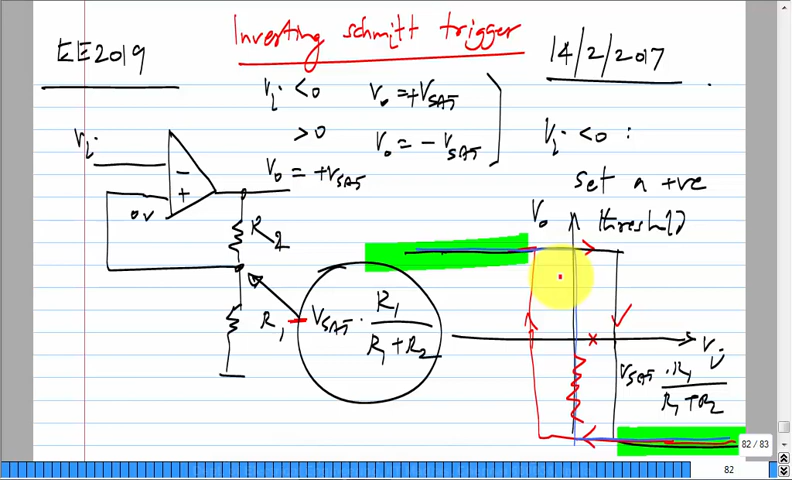 Inverting schmitt trigger
EE2019
14/2/2017
Vi < 0 Vo = +VSAT
> 0 Vo = - VSAT
Vo = +VSAT
Vi < 0 :
set a +ve
threshold
Vi
-
+
0V
R2
R1
VSAT . R1 / R1 + R2
Vo
Vi
VSAT . R1 / R1 + R2
82 / 83
82